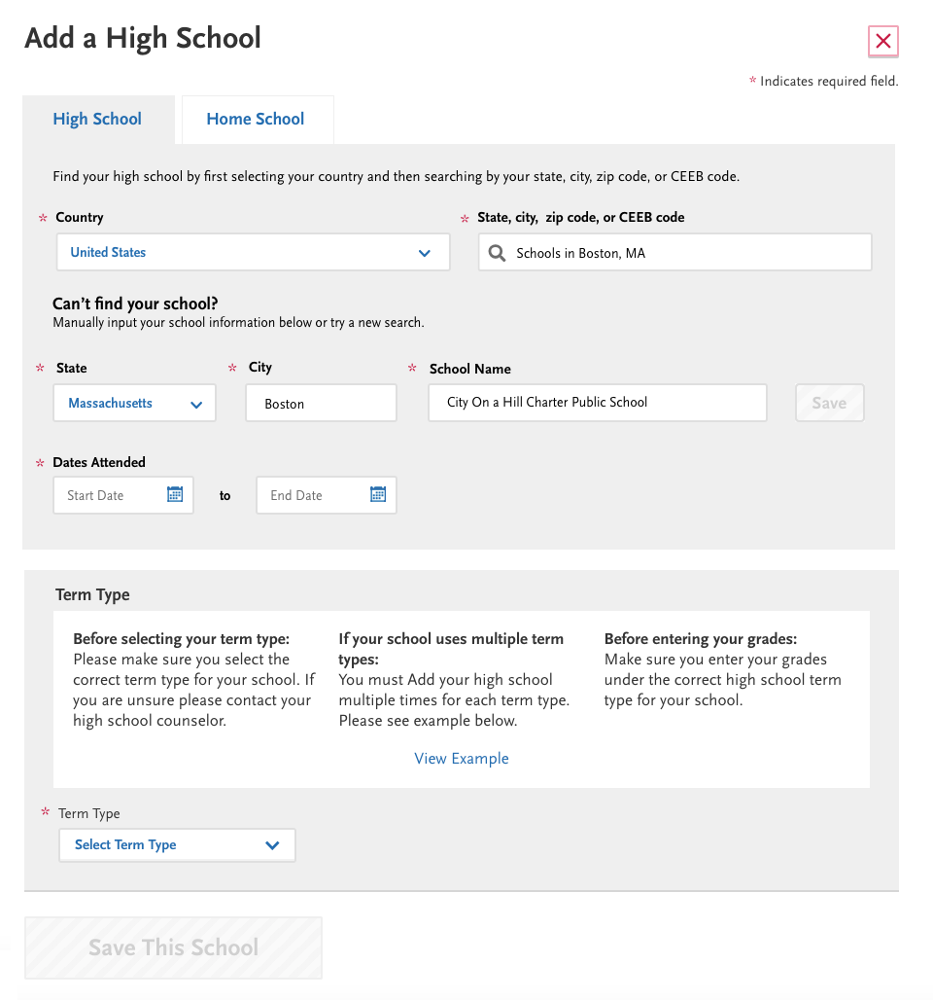 Add a High School
* Indicates required field.
High School
Home School
Find your high school by first selecting your country and then searching by your state, city, zip code, or CEEB code.
* Country
United States
* State, city, zip code, or CEEB code
Schools in Boston, MA
Can't find your school?
Manually input your school information below or try a new search.
* State
Massachusetts
* City
Boston
* School Name
City On a Hill Charter Public School
Save
* Dates Attended
Start Date
to
End Date
Term Type
Before selecting your term type:
Please make sure you select the
correct term type for your school. If
you are unsure please contact your
high school counselor.
If your school uses multiple term
types:
You must Add your high school
multiple times for each term type.
Please see example below.
Before entering your grades:
Make sure you enter your grades
under the correct high school term
type for your school.
View Example
* Term Type
Select Term Type
Save This School